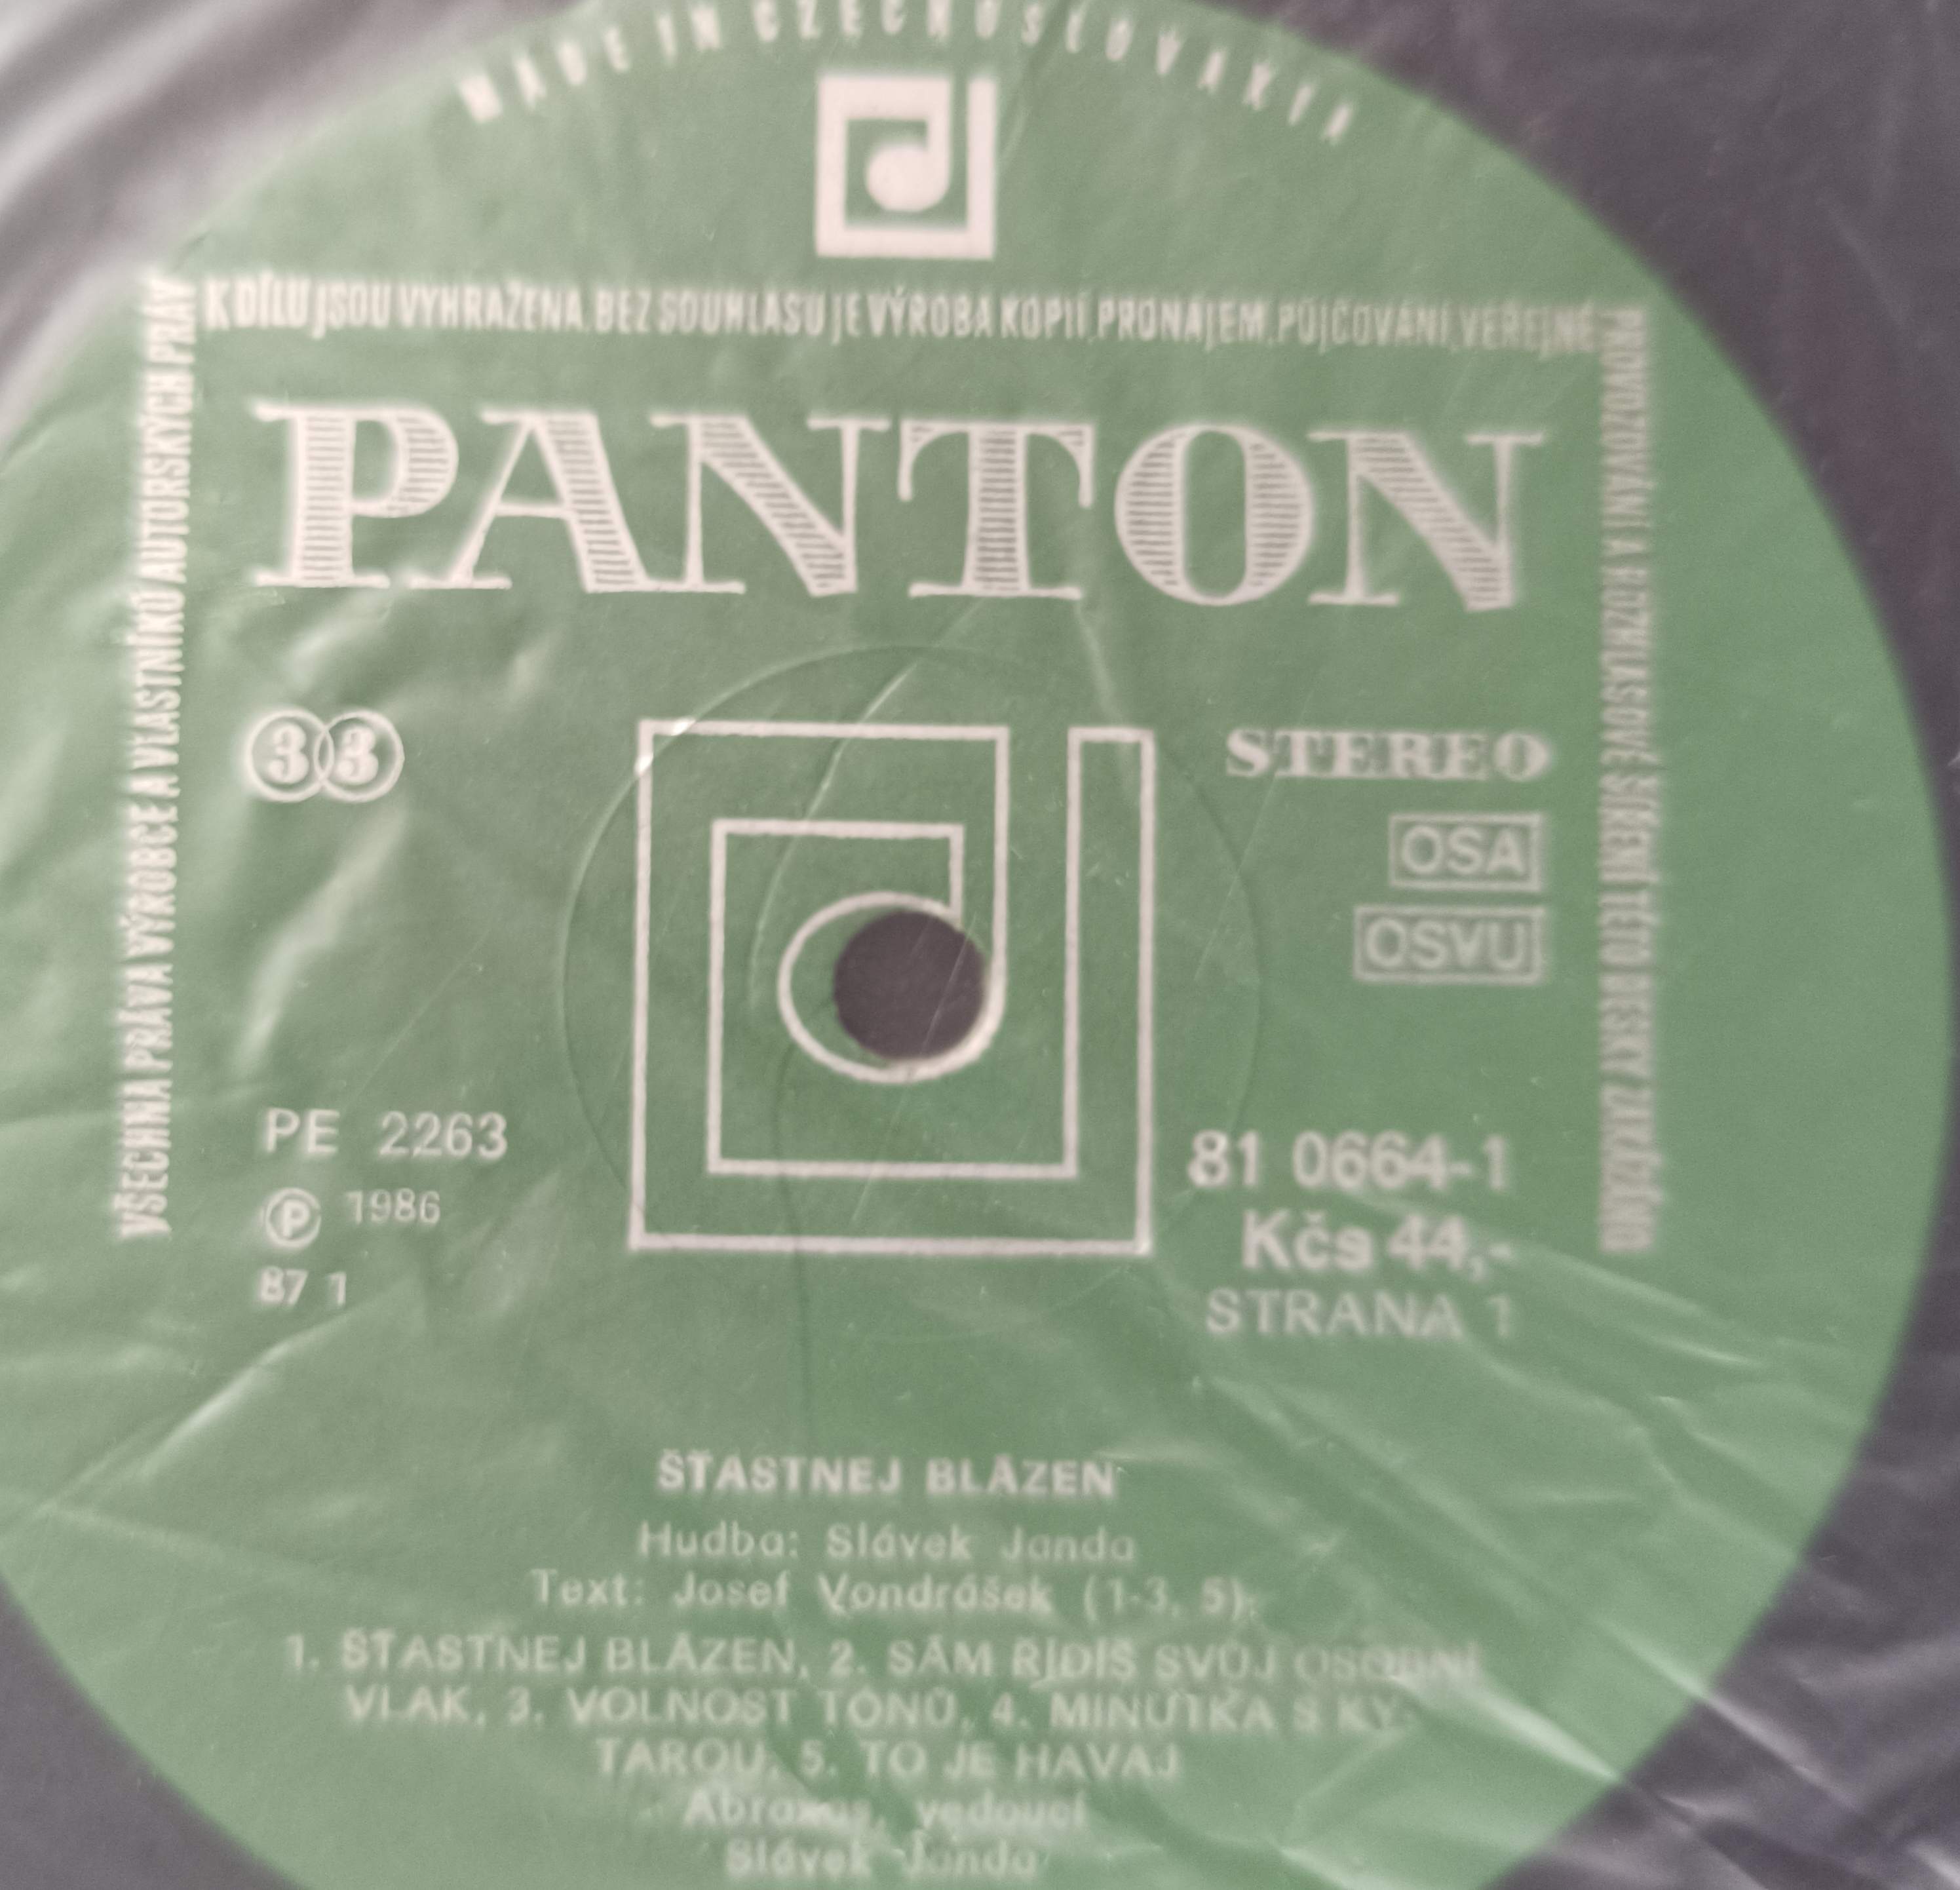 MADE IN CZECHOSLOVAKIA
VŠECHNA PRÁVA VÝROBCE A VLASTNÍKŮ AUTORSKÝCH PRÁV
K DÍLU JSOU VYHRAŽENA. BEZ SOUHLASU JE VÝROBA KOPIÍ, PRONÁJEM, PŮJČOVÁNÍ, VEŘEJNÉ
PROVOZOVÁNÍ A ROZHLASOVÉ ŠÍŘENÍ TÉTO DESKY ZAKÁZÁNO
PANTON
33
STEREO
OSA
OSVU
PE 2263
℗ 1986
87 1
81 0664-1
Kčs 44,-
STRANA 1
ŠŤASTNEJ BLÁZEN
Hudba: Slávek Janda
Text: Josef Vondrášek (1-3, 5),
1. ŠŤASTNEJ BLÁZEN, 2. SÁM ŘÍDÍŠ SVŮJ OSOBNÍ
VLAK, 3. VOLNOST TÓNŮ, 4. MINUTKA S KY-
TAROU, 5. TO JE HAVAJ
Abraxas, vedoucí
Slávek Janda